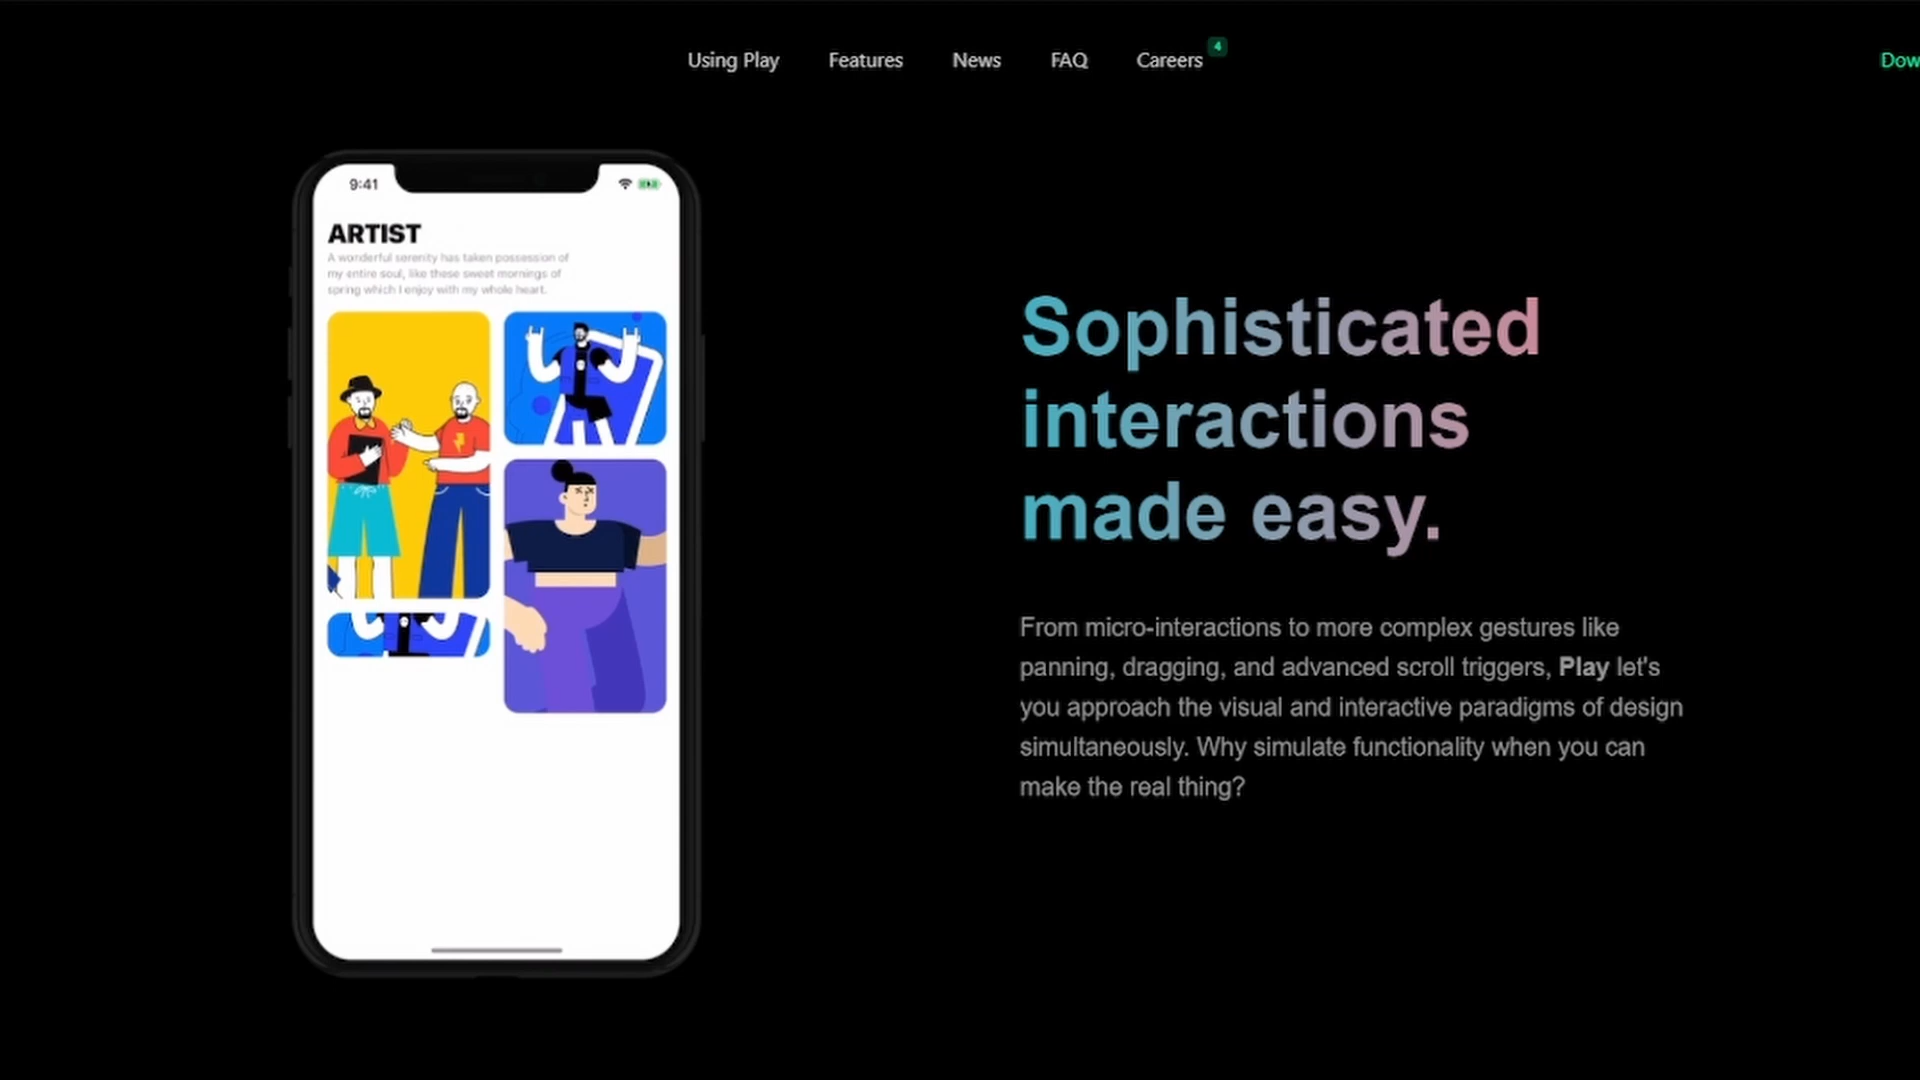 Using Play Features News FAQ Careers 4 Dow
9:41
ARTIST
A wonderful serenity has taken possession of
my entire soul, like these sweet mornings of
spring which I enjoy with my whole heart.
Sophisticated
interactions
made easy.
From micro-interactions to more complex gestures like
panning, dragging, and advanced scroll triggers, Play let's
you approach the visual and interactive paradigms of design
simultaneously. Why simulate functionality when you can
make the real thing?